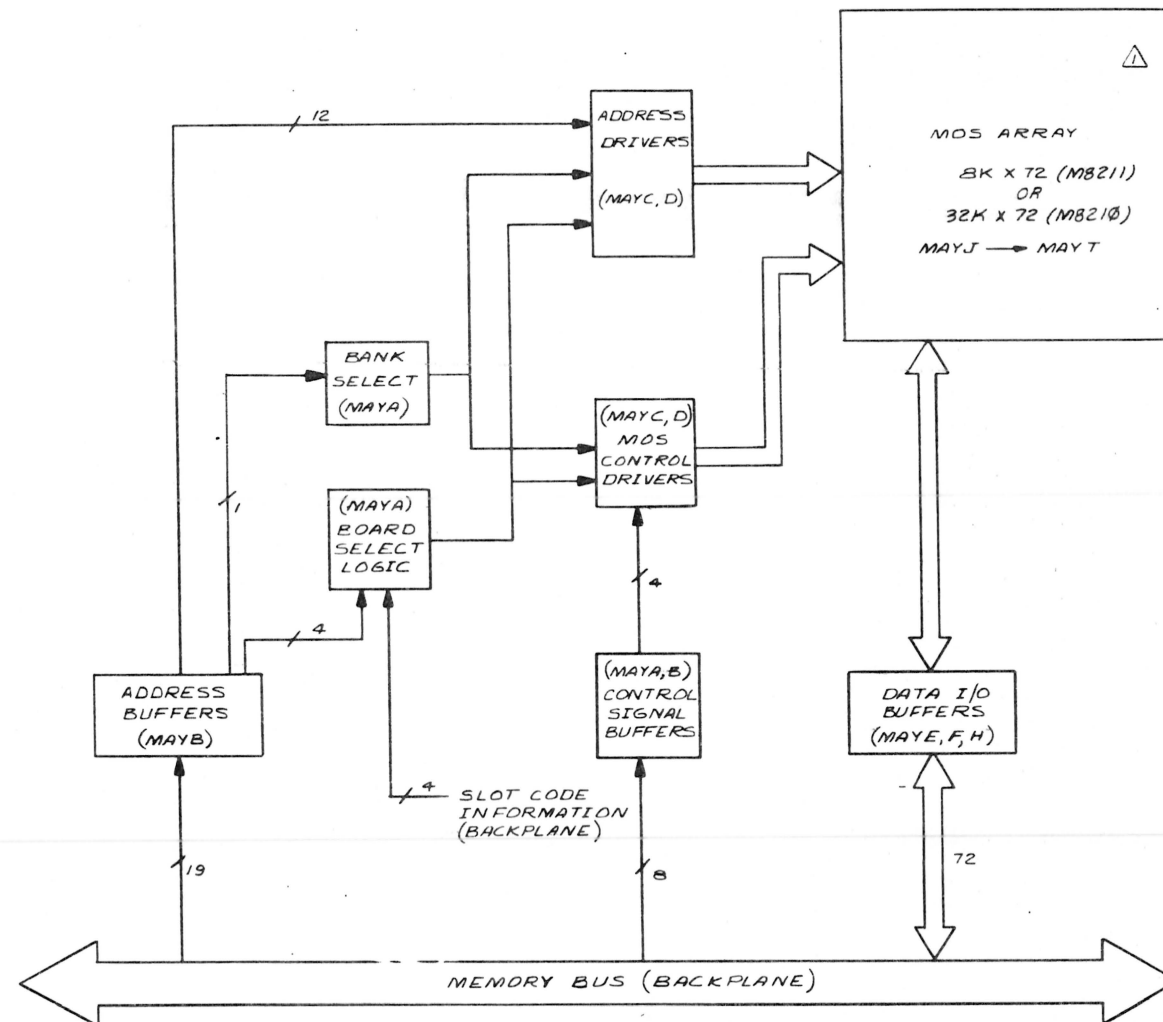 12
ADDRESS
DRIVERS
(MAYC, D)
1
MOS ARRAY
8K X 72 (M8211)
OR
32K X 72 (M821Ø)
MAYJ → MAYT
BANK
SELECT
(MAYA)
1
(MAYA)
BOARD
SELECT
LOGIC
(MAYC, D)
MOS
CONTROL
DRIVERS
4
4
ADDRESS
BUFFERS
(MAYB)
(MAYA, B)
CONTROL
SIGNAL
BUFFERS
DATA I/O
BUFFERS
(MAYE, F, H)
4
SLOT CODE
INFORMATION
(BACKPLANE)
19
8
72
MEMORY BUS (BACKPLANE)